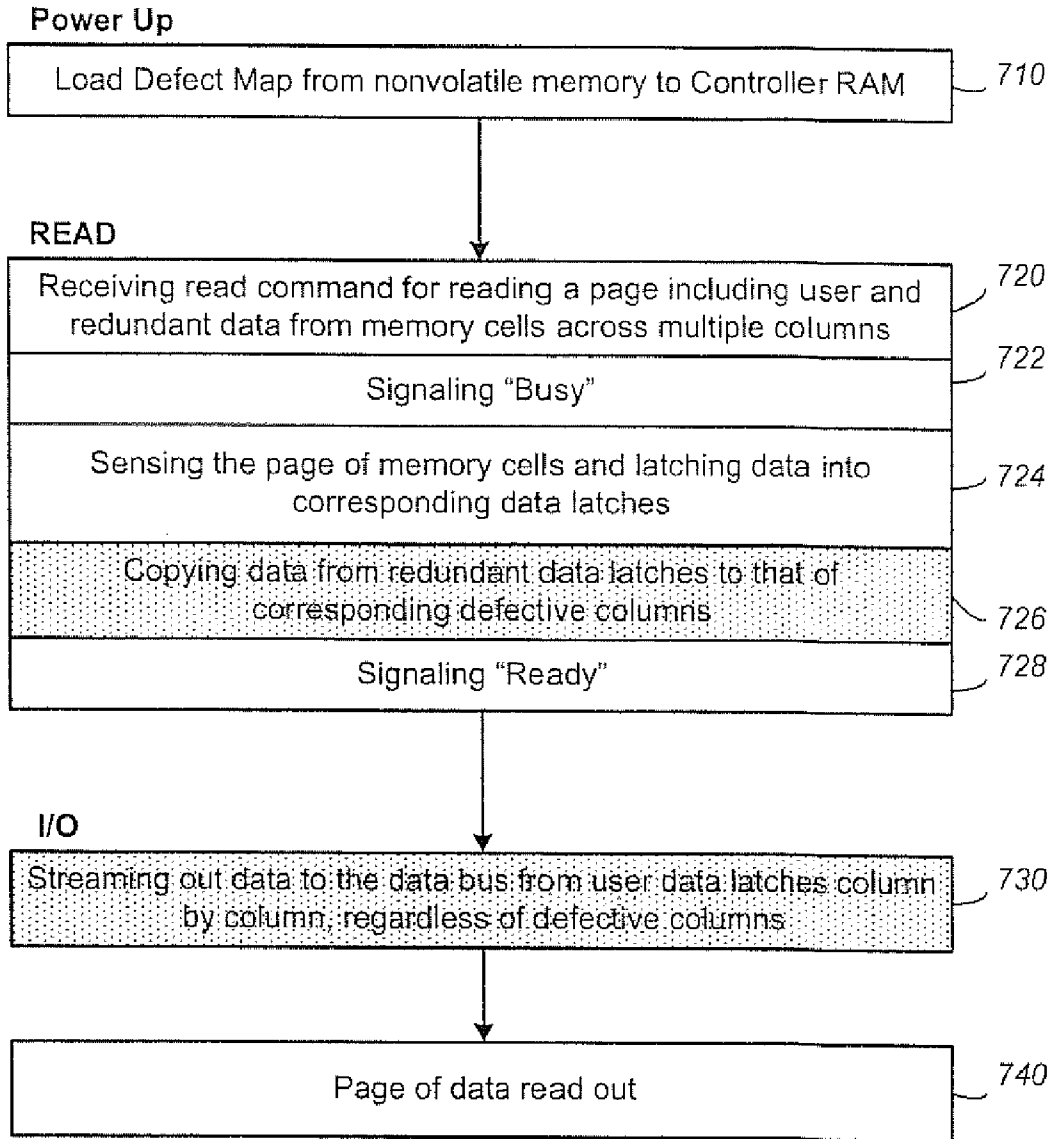 Power Up
Load Defect Map from nonvolatile memory to Controller RAM
710
READ
Receiving read command for reading a page including user and
redundant data from memory cells across multiple columns
720
722
Signaling “Busy”
Sensing the page of memory cells and latching data into
corresponding data latches
724
Copying data from redundant data latches to that of
corresponding defective columns
726
Signaling “Ready”
728
I/O
Streaming out data to the data bus from user data latches column
by column, regardless of defective columns
730
Page of data read out
740